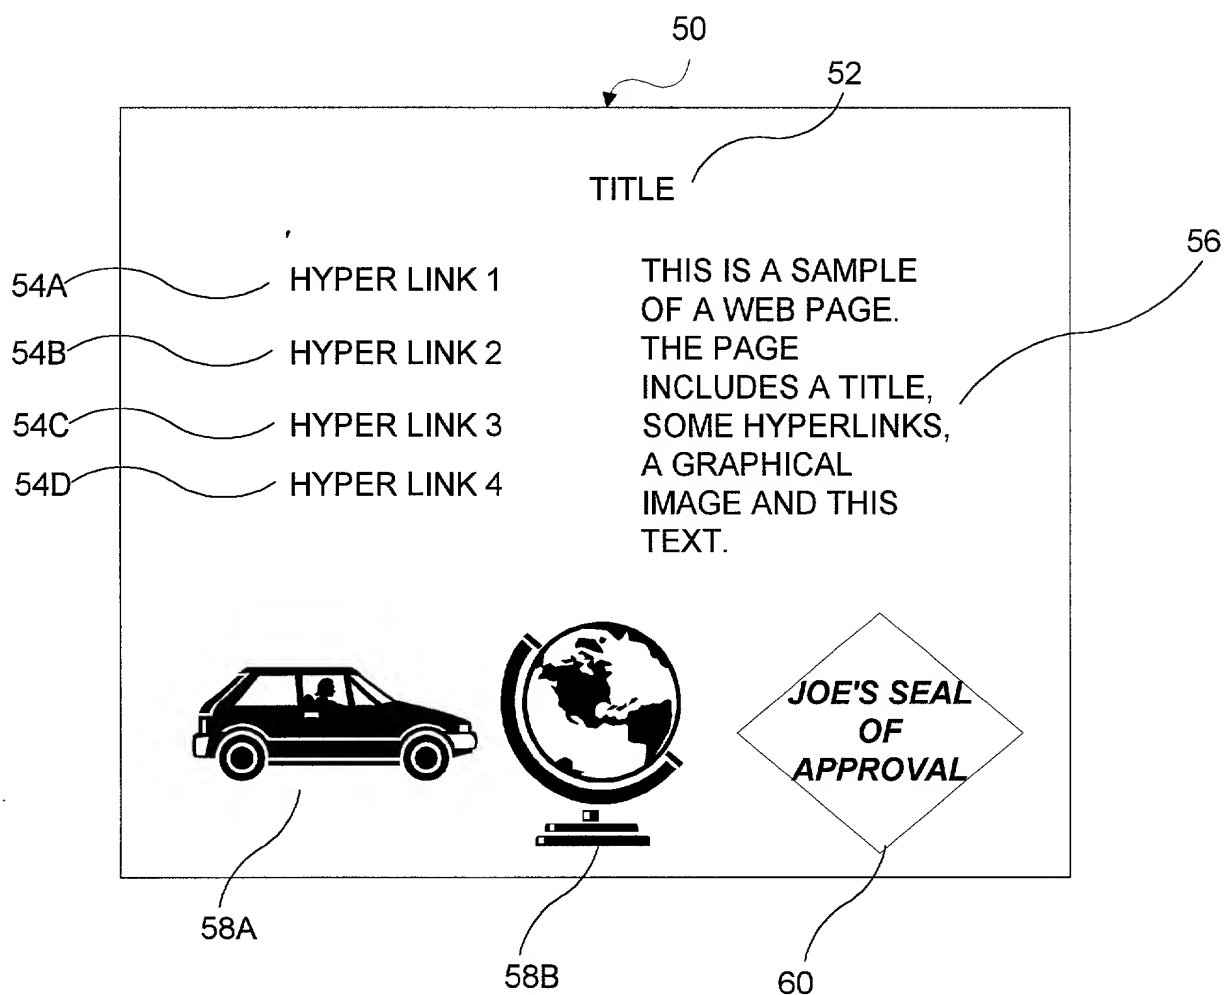 50
52
TITLE
56
54A
HYPER LINK 1
54B
HYPER LINK 2
54C
HYPER LINK 3
54D
HYPER LINK 4
THIS IS A SAMPLE
OF A WEB PAGE.
THE PAGE
INCLUDES A TITLE,
SOME HYPERLINKS,
A GRAPHICAL
IMAGE AND THIS
TEXT.
JOE'S SEAL
OF
APPROVAL
58A
58B
60